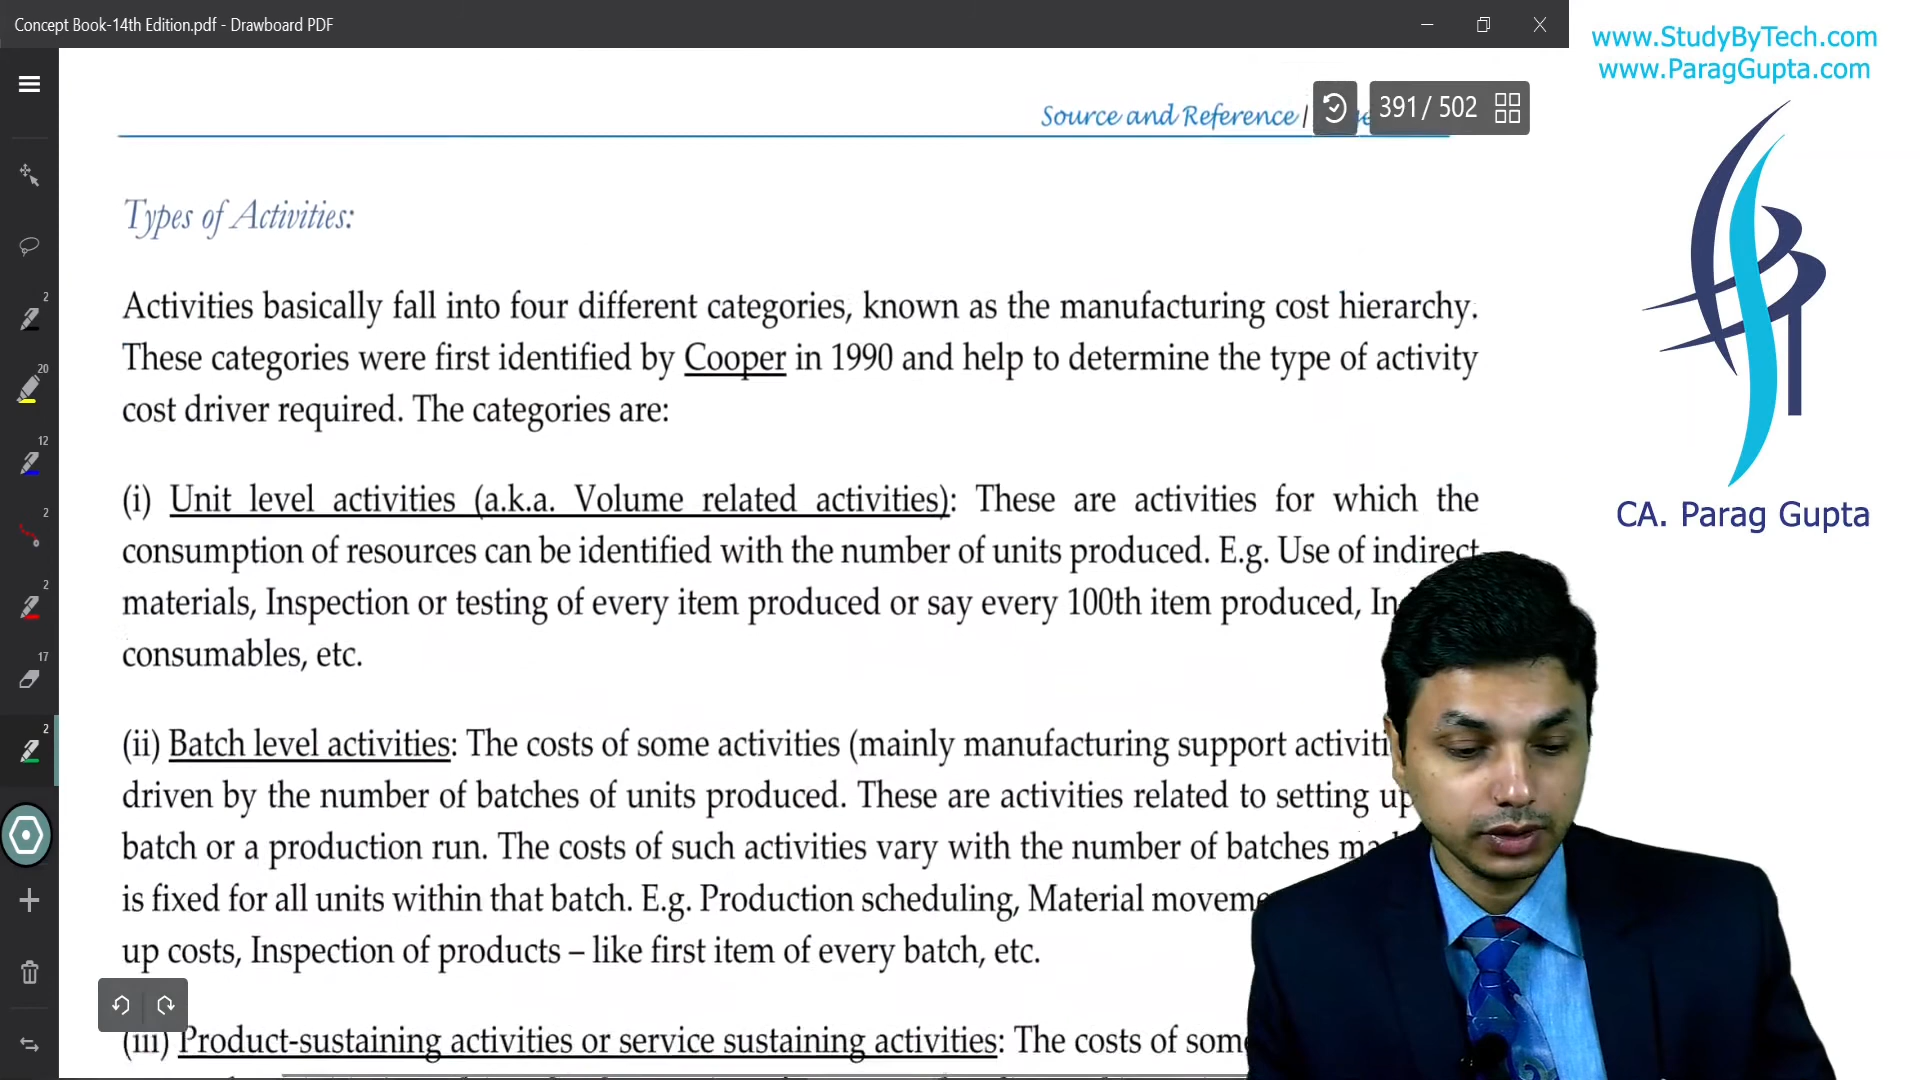 Concept Book-14th Edition.pdf - Drawboard PDF
www.StudyByTech.com
www.ParagGupta.com
Source and Reference |
391 / 502
Types of Activities:
Activities basically fall into four different categories, known as the manufacturing cost hierarchy.
These categories were first identified by Cooper in 1990 and help to determine the type of activity
cost driver required. The categories are:
(i) Unit level activities (a.k.a. Volume related activities): These are activities for which the
consumption of resources can be identified with the number of units produced. E.g. Use of indirect
materials, Inspection or testing of every item produced or say every 100th item produced,
consumables, etc.
(ii) Batch level activities: The costs of some activities (mainly manufacturing support
driven by the number of batches of units produced. These are activities related to setting up
batch or a production run. The costs of such activities vary with the number of batches
is fixed for all units within that batch. E.g. Production scheduling, Material
up costs, Inspection of products – like first item of every batch, etc.
(iii) Product-sustaining activities or service sustaining activities: The costs of
CA. Parag Gupta
2
20
12
2
2
17
2